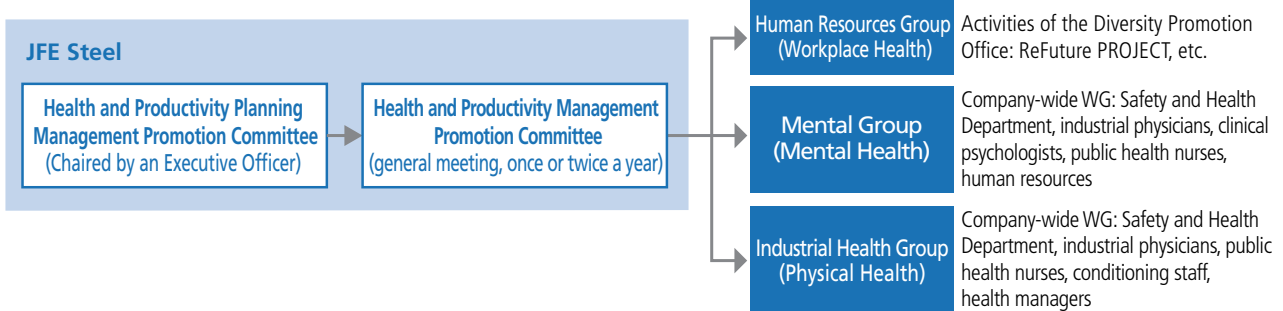 JFE Steel
Health and Productivity Planning
Management Promotion Committee
(Chaired by an Executive Officer)
Health and Productivity Management
Promotion Committee
(general meeting, once or twice a year)
Human Resources Group
(Workplace Health)
Activities of the Diversity Promotion
Office: ReFuture PROJECT, etc.
Mental Group
(Mental Health)
Company-wide WG: Safety and Health
Department, industrial physicians, clinical
psychologists, public health nurses,
human resources
Industrial Health Group
(Physical Health)
Company-wide WG: Safety and Health
Department, industrial physicians, public
health nurses, conditioning staff,
health managers